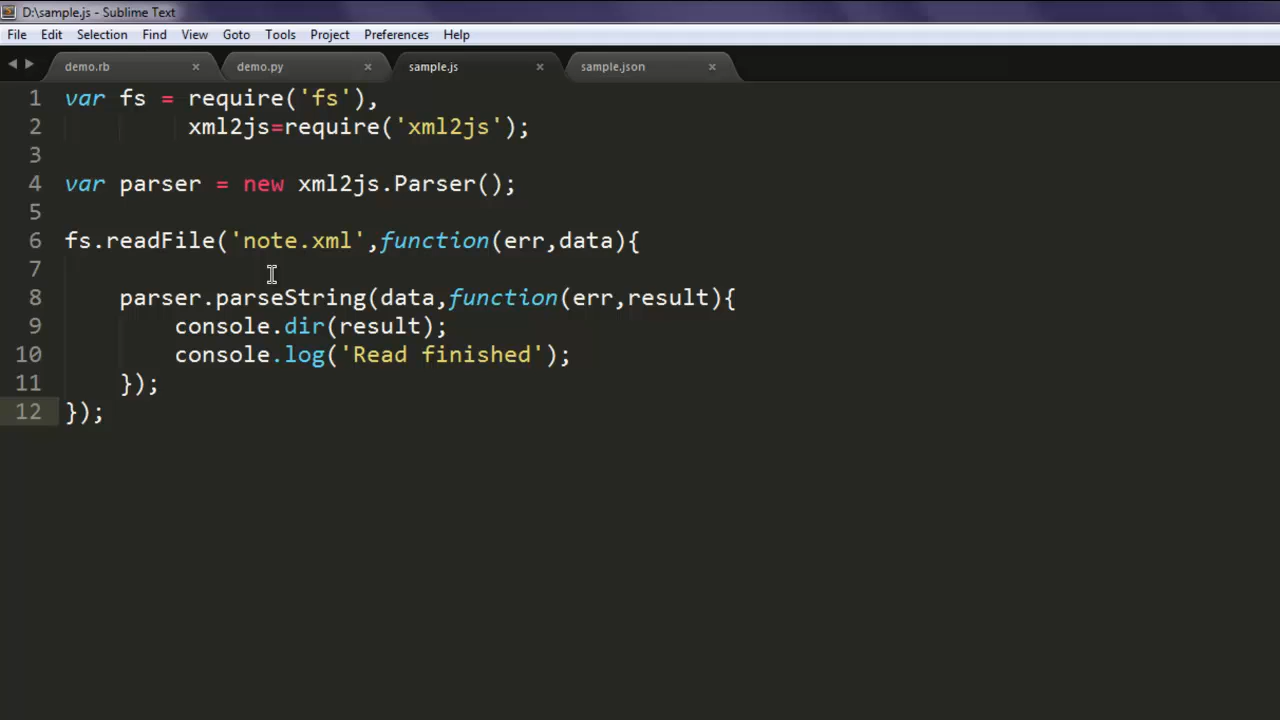 D:\sample.js - Sublime Text
File Edit Selection Find View Goto Tools Project Preferences Help
demo.rb × demo.py × sample.js × sample.json ×
1 var fs = require('fs'),
2 xml2js=require('xml2js');
3
4 var parser = new xml2js.Parser();
5
6 fs.readFile('note.xml',function(err,data){
7
8 parser.parseString(data,function(err,result){
9 console.dir(result);
10 console.log('Read finished');
11 });
12 });